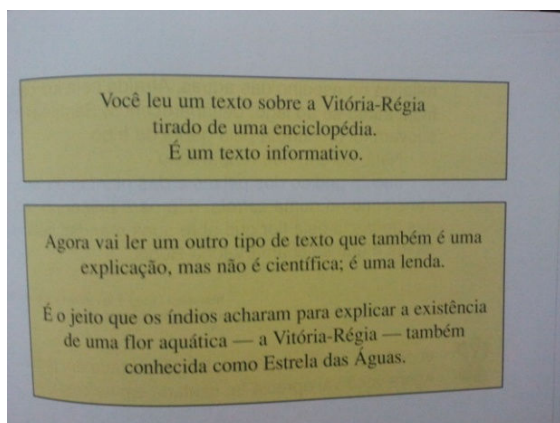 Você leu um texto sobre a Vitória-Régia
tirado de uma enciclopédia.
É um texto informativo.
Agora vai ler um outro tipo de texto que também é uma
explicação, mas não é científica; é uma lenda.
É o jeito que os índios acharam para explicar a existência
de uma flor aquática — a Vitória-Régia — também
conhecida como Estrela das Águas.